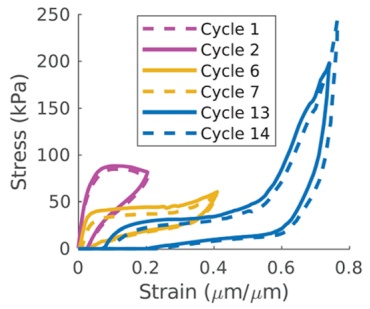 250
200
150
100
50
0
Stress (kPa)
Cycle 1
Cycle 2
Cycle 6
Cycle 7
Cycle 13
Cycle 14
0 0.2 0.4 0.6 0.8
Strain (μm/μm)